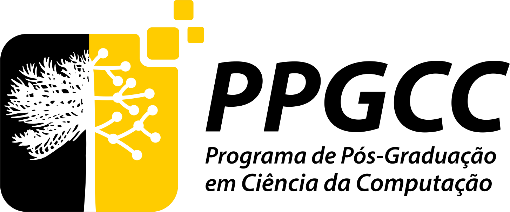 PPGCC
Programa de Pós-Graduação
em Ciência da Computação